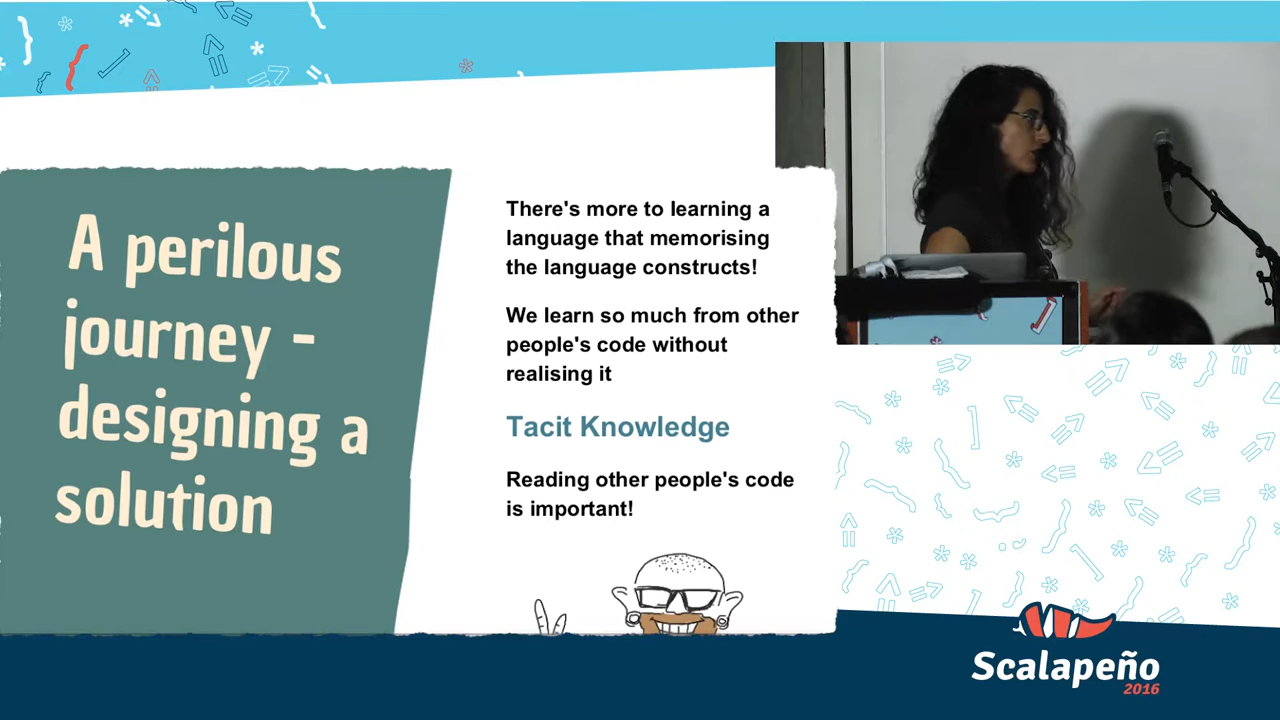 A perilous
journey -
designing a
solution
There's more to learning a
language that memorising
the language constructs!
We learn so much from other
people's code without
realising it
Tacit Knowledge
Reading other people's code
is important!
Scalapeño
2016